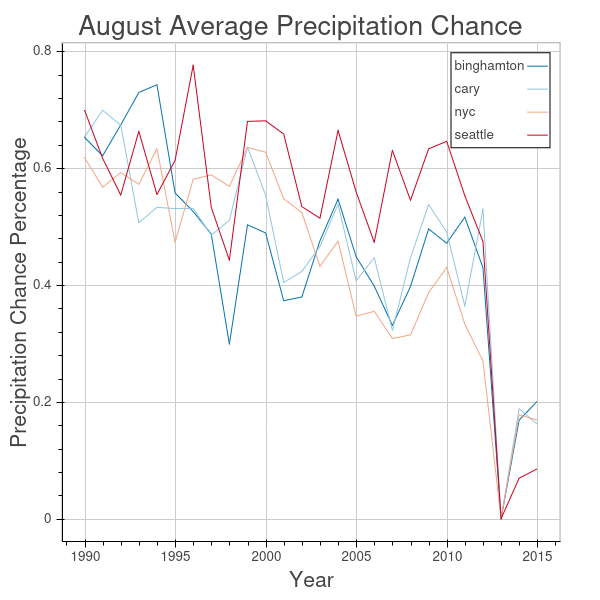 August Average Precipitation Chance
binghamton
cary
nyc
seattle
Precipitation Chance Percentage
0.8
0.6
0.4
0.2
0
1990 1995 2000 2005 2010 2015
Year